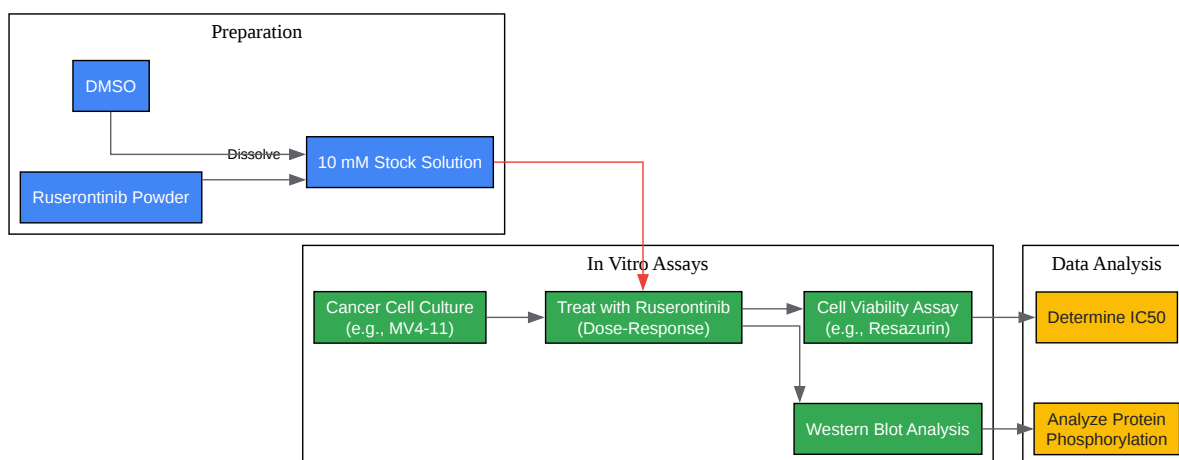 Preparation
DMSO
Dissolve
10 mM Stock Solution
Ruserontinib Powder
In Vitro Assays
Data Analysis
Cancer Cell Culture
(e.g., MV4-11)
Treat with Ruserontinib
(Dose-Response)
Cell Viability Assay
(e.g., Resazurin)
Determine IC50
Western Blot Analysis
Analyze Protein
Phosphorylation